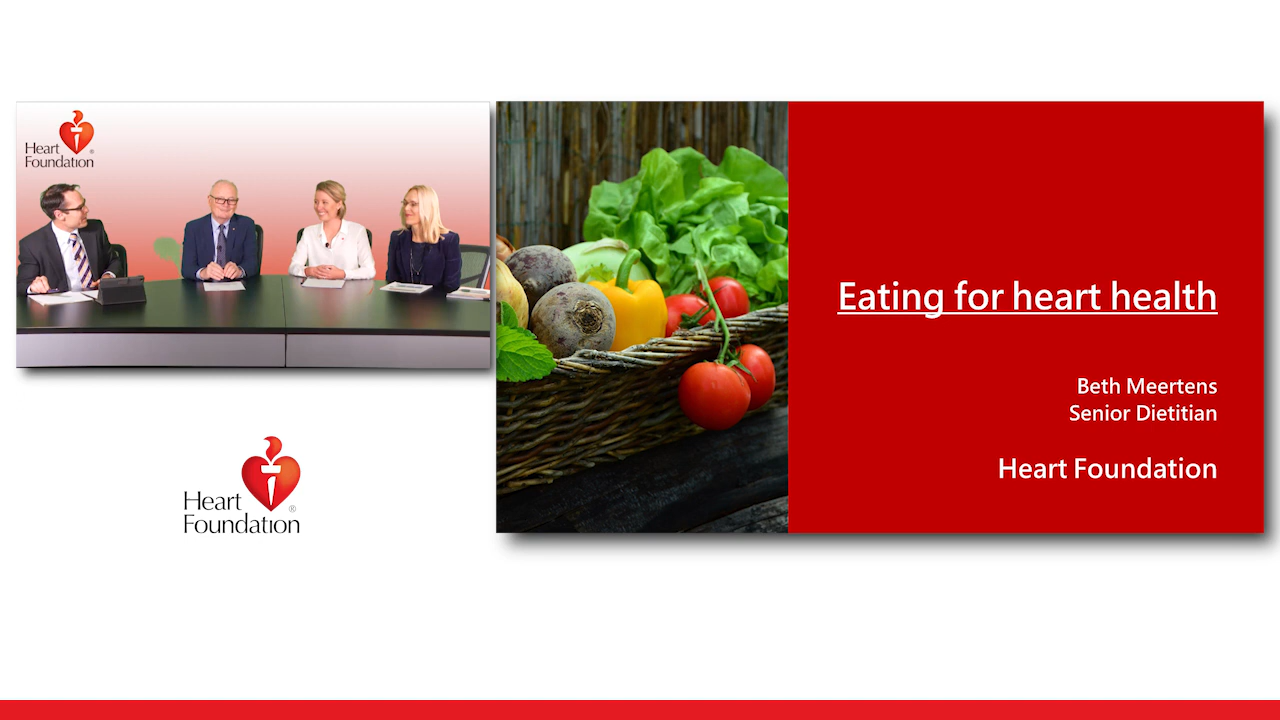 Heart
Foundation
Eating for heart health
Beth Meertens
Senior Dietitian
Heart Foundation
Heart
Foundation
®